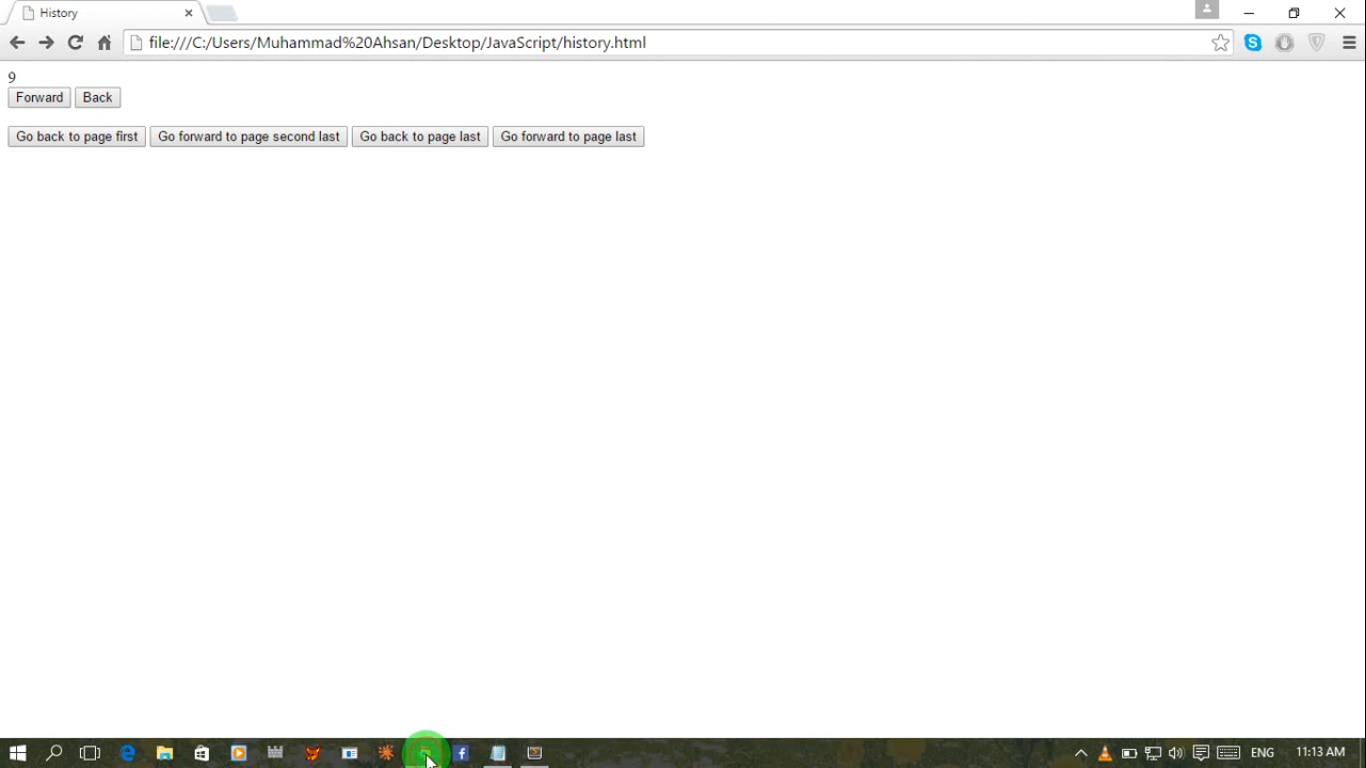 History
file:///C:/Users/Muhammad%20Ahsan/Desktop/JavaScript/history.html
9
Forward Back
Go back to page first Go forward to page second last Go back to page last Go forward to page last
ENG 11:13 AM